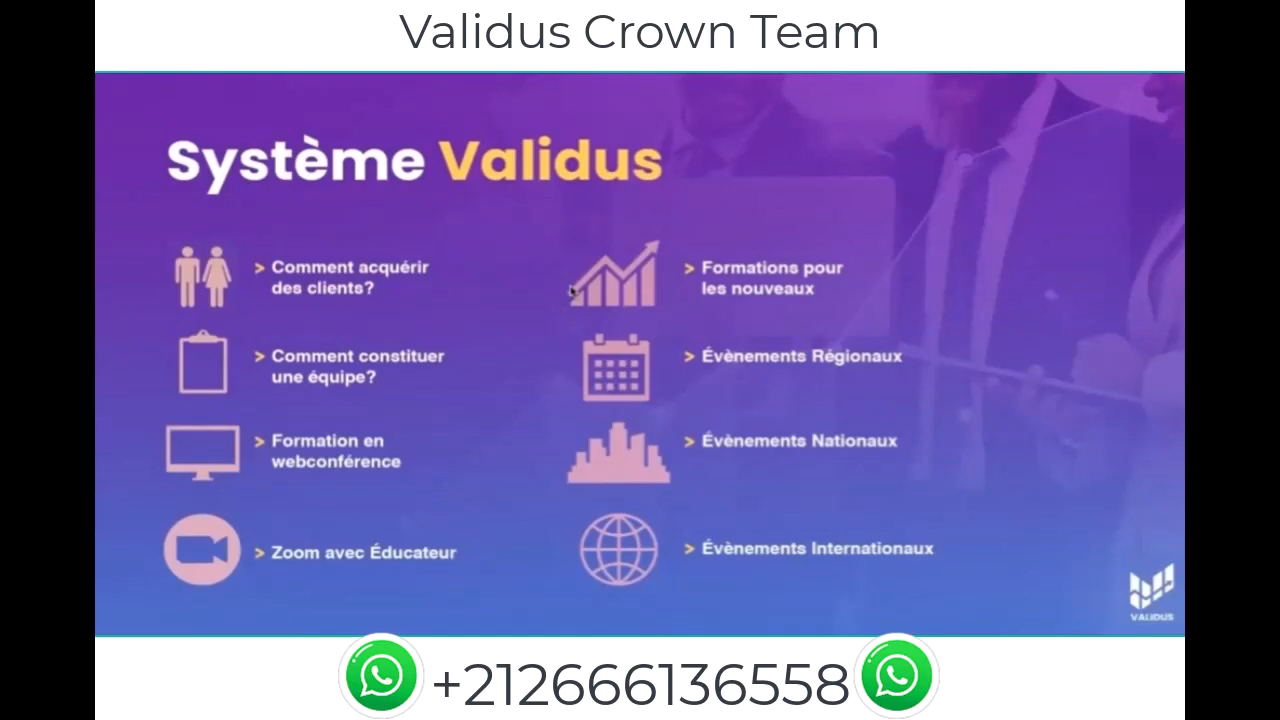 Validus Crown Team
Système Validus
> Comment acquérir
des clients?
> Comment constituer
une équipe?
> Formation en
webconférence
> Zoom avec Éducateur
> Formations pour
les nouveaux
> Évènements Régionaux
> Évènements Nationaux
> Évènements Internationaux
VALIDUS
+212666136558